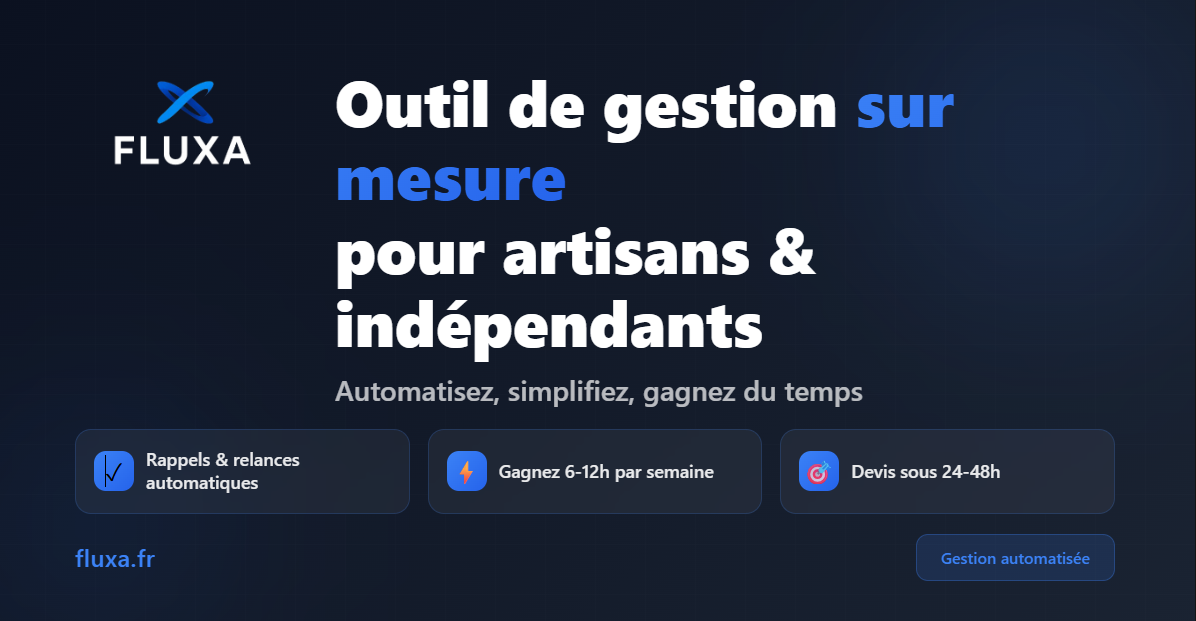 FLUXA
Outil de gestion sur
mesure
pour artisans &
indépendants
Automatisez, simplifiez, gagnez du temps
Rappels & relances
automatiques
Gagnez 6-12h par semaine
Devis sous 24-48h
fluxa.fr
Gestion automatisée